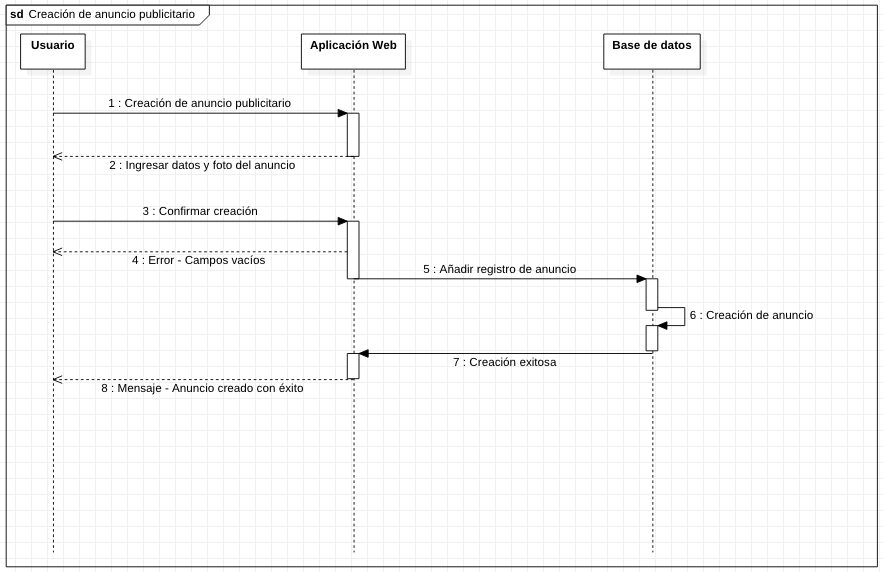 sd Creación de anuncio publicitario
Usuario
Aplicación Web
Base de datos
1 : Creación de anuncio publicitario
2 : Ingresar datos y foto del anuncio
3 : Confirmar creación
4 : Error - Campos vacíos
5 : Añadir registro de anuncio
6 : Creación de anuncio
7 : Creación exitosa
8 : Mensaje - Anuncio creado con éxito